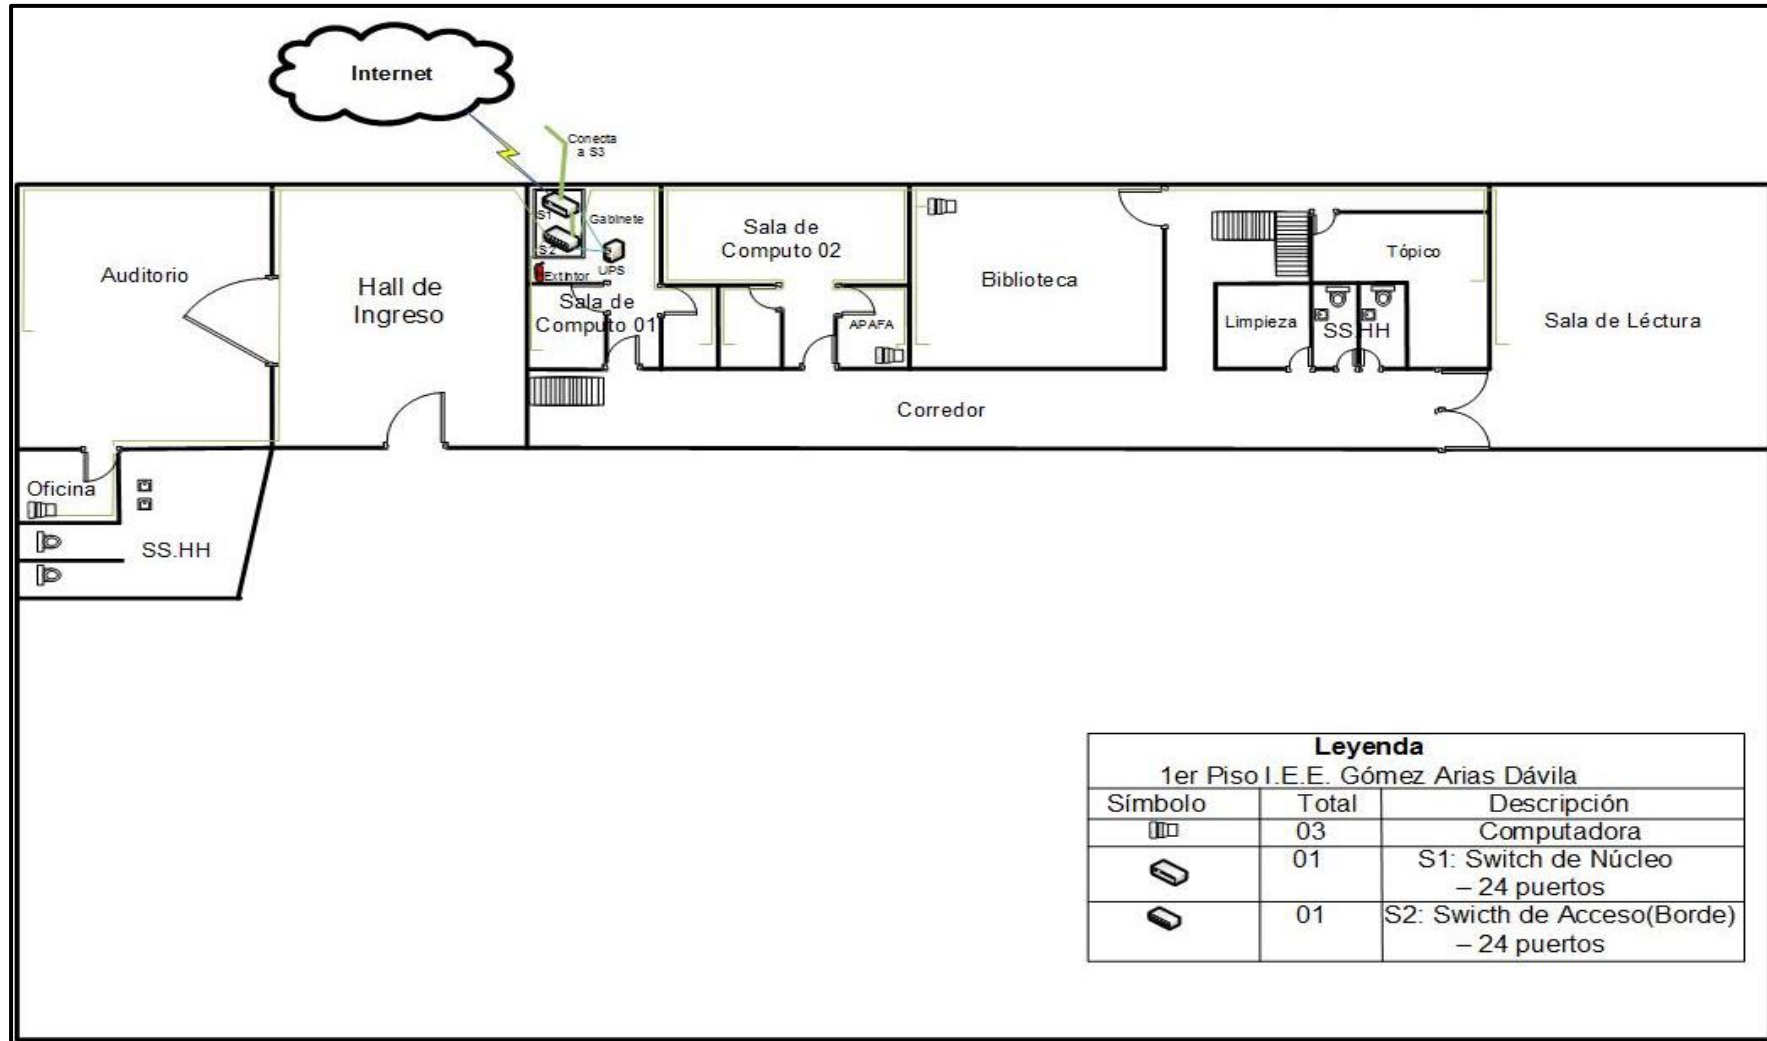 Internet
Conecta
a S3
S1
Gabinete
S2
UPS
Extintor
Auditorio
Hall de
Ingreso
Sala de
Computo 01
Sala de
Computo 02
APAFA
Biblioteca
Tópico
Limpieza
SS.HH
Sala de Léctura
Corredor
Oficina
SS.HH
Leyenda
1er Piso I.E.E. Gómez Arias Dávila
Símbolo Total Descripción
03 Computadora
01 S1: Switch de Núcleo
– 24 puertos
01 S2: Swicth de Acceso(Borde)
– 24 puertos